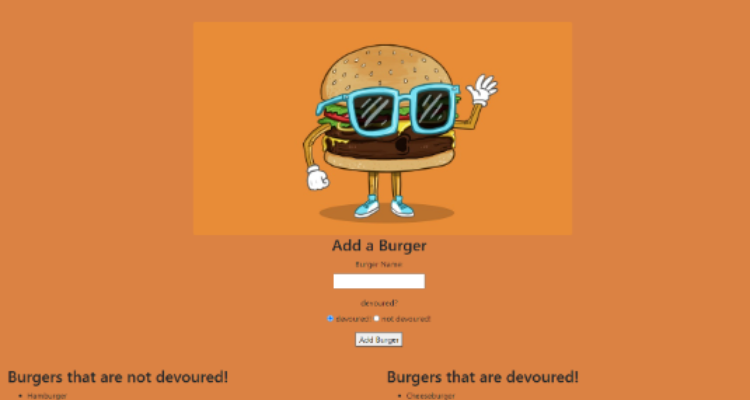 Add a Burger
Burger Name
devoured?
devoured! not devoured!
Add Burger
Burgers that are not devoured!
Hamburger
Burgers that are devoured!
Cheeseburger